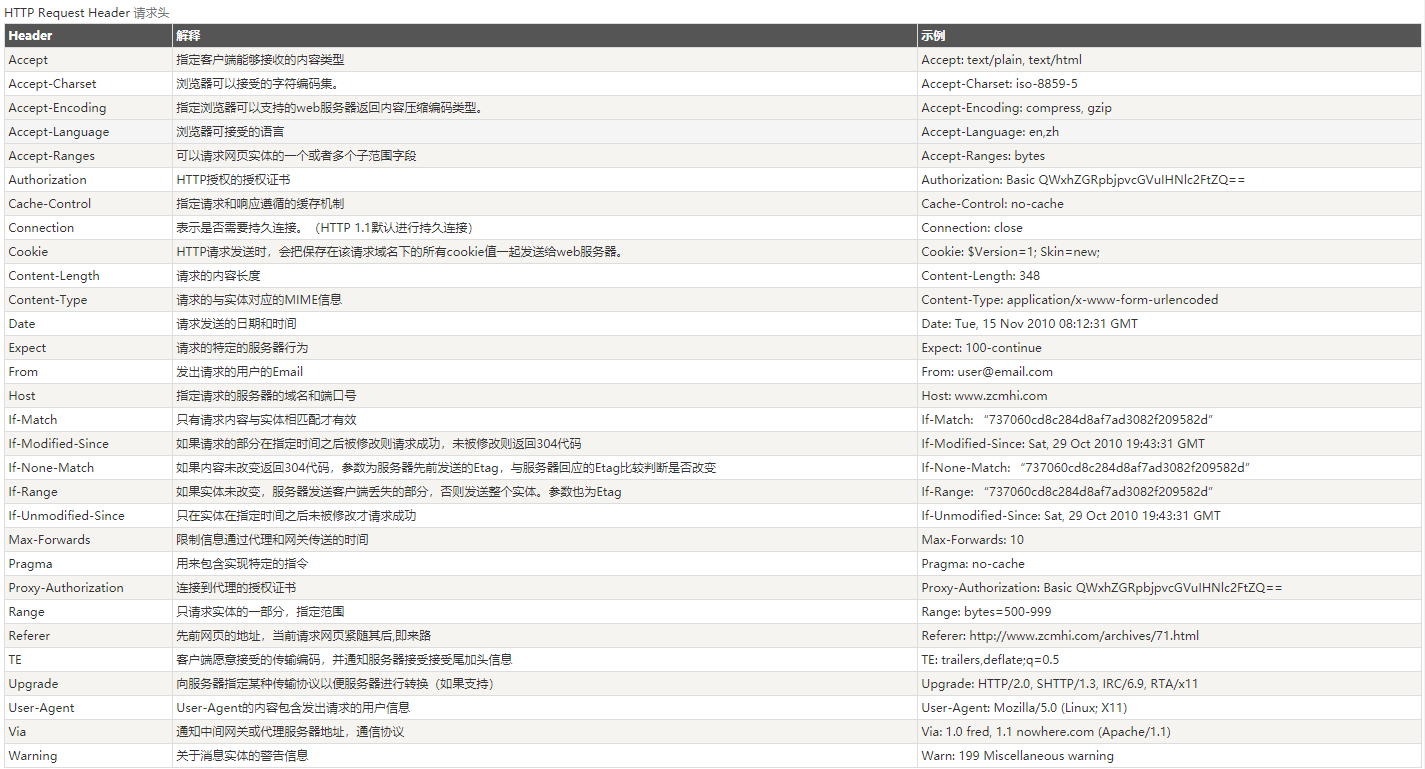 HTTP Request Header 请求头
Header 解释 示例
Accept 指定客户端能够接收的内容类型 Accept: text/plain, text/html
Accept-Charset 浏览器可以接受的字符编码集。 Accept-Charset: iso-8859-5
Accept-Encoding 指定浏览器可以支持的web服务器返回内容压缩编码类型。 Accept-Encoding: compress, gzip
Accept-Language 浏览器可接受的语言 Accept-Language: en,zh
Accept-Ranges 可以请求网页实体的一个或者多个子范围字段 Accept-Ranges: bytes
Authorization HTTP授权的授权证书 Authorization: Basic QWxhZGRpbjpvcGVuIHNlc2FtZQ==
Cache-Control 指定请求和响应遵循的缓存机制 Cache-Control: no-cache
Connection 表示是否需要持久连接。（HTTP 1.1默认进行持久连接） Connection: close
Cookie HTTP请求发送时，会把保存在该请求域名下的所有cookie值一起发送给web服务器。 Cookie: $Version=1; Skin=new;
Content-Length 请求的内容长度 Content-Length: 348
Content-Type 请求的与实体对应的MIME信息 Content-Type: application/x-www-form-urlencoded
Date 请求发送的日期和时间 Date: Tue, 15 Nov 2010 08:12:31 GMT
Expect 请求的特定的服务器行为 Expect: 100-continue
From 发出请求的用户的Email From: user@email.com
Host 指定请求的服务器的域名和端口号 Host: www.zcmhi.com
If-Match 只有请求内容与实体相匹配才有效 If-Match: “737060cd8c284d8af7ad3082f209582d”
If-Modified-Since 如果请求的部分在指定时间之后被修改则请求成功，未被修改则返回304代码 If-Modified-Since: Sat, 29 Oct 2010 19:43:31 GMT
If-None-Match 如果内容未改变返回304代码，参数为服务器先前发送的Etag，与服务器回应的Etag比较判断是否改变 If-None-Match: “737060cd8c284d8af7ad3082f209582d”
If-Range 如果实体未改变，服务器发送客户端丢失的部分，否则发送整个实体。参数也为Etag If-Range: “737060cd8c284d8af7ad3082f209582d”
If-Unmodified-Since 只在实体在指定时间之后未被修改才请求成功 If-Unmodified-Since: Sat, 29 Oct 2010 19:43:31 GMT
Max-Forwards 限制信息通过代理和网关传送的时间 Max-Forwards: 10
Pragma 用来包含实现特定的指令 Pragma: no-cache
Proxy-Authorization 连接到代理的授权证书 Proxy-Authorization: Basic QWxhZGRpbjpvcGVuIHNlc2FtZQ==
Range 只请求实体的一部分，指定范围 Range: bytes=500-999
Referer 先前网页的地址，当前请求网页紧随其后,即来路 Referer: http://www.zcmhi.com/archives/71.html
TE 客户端愿意接受的传输编码，并通知服务器接受接受尾加头信息 TE: trailers,deflate;q=0.5
Upgrade 向服务器指定某种传输协议以便服务器进行转换（如果支持） Upgrade: HTTP/2.0, SHTTP/1.3, IRC/6.9, RTA/x11
User-Agent User-Agent的内容包含发出请求的用户信息 User-Agent: Mozilla/5.0 (Linux; X11)
Via 通知中间网关或代理服务器地址，通信协议 Via: 1.0 fred, 1.1 nowhere.com (Apache/1.1)
Warning 关于消息实体的警告信息 Warn: 199 Miscellaneous warning